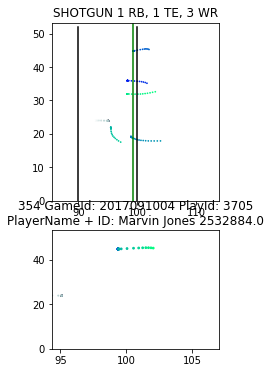 SHOTGUN 1 RB, 1 TE, 3 WR
50
40
30
20
10
0
90 100 110
354 GameId: 2017091004 PlayId: 3705
PlayerName + ID: Marvin Jones 2532884.0
40
20
0
95 100 105